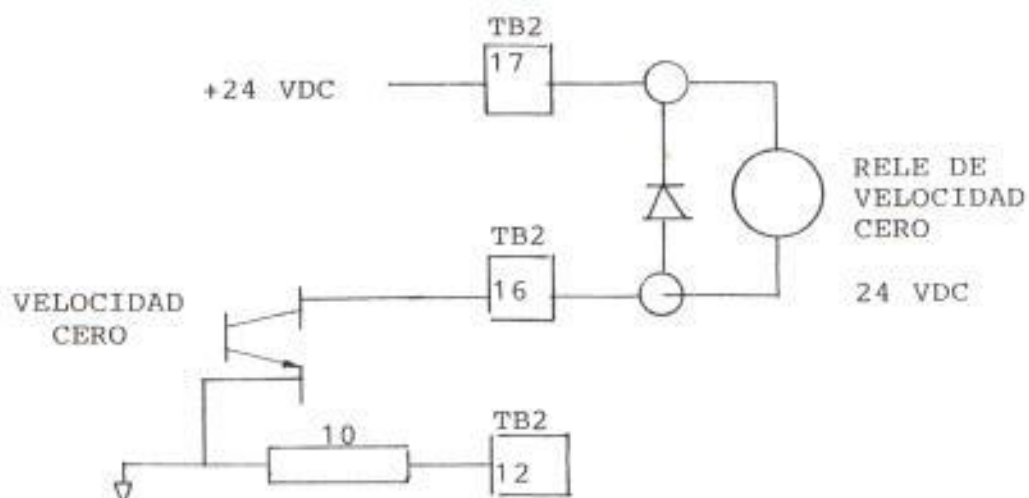 TB2
17
+24 VDC
RELE DE
VELOCIDAD
CERO
TB2
16
24 VDC
VELOCIDAD
CERO
TB2
10
12